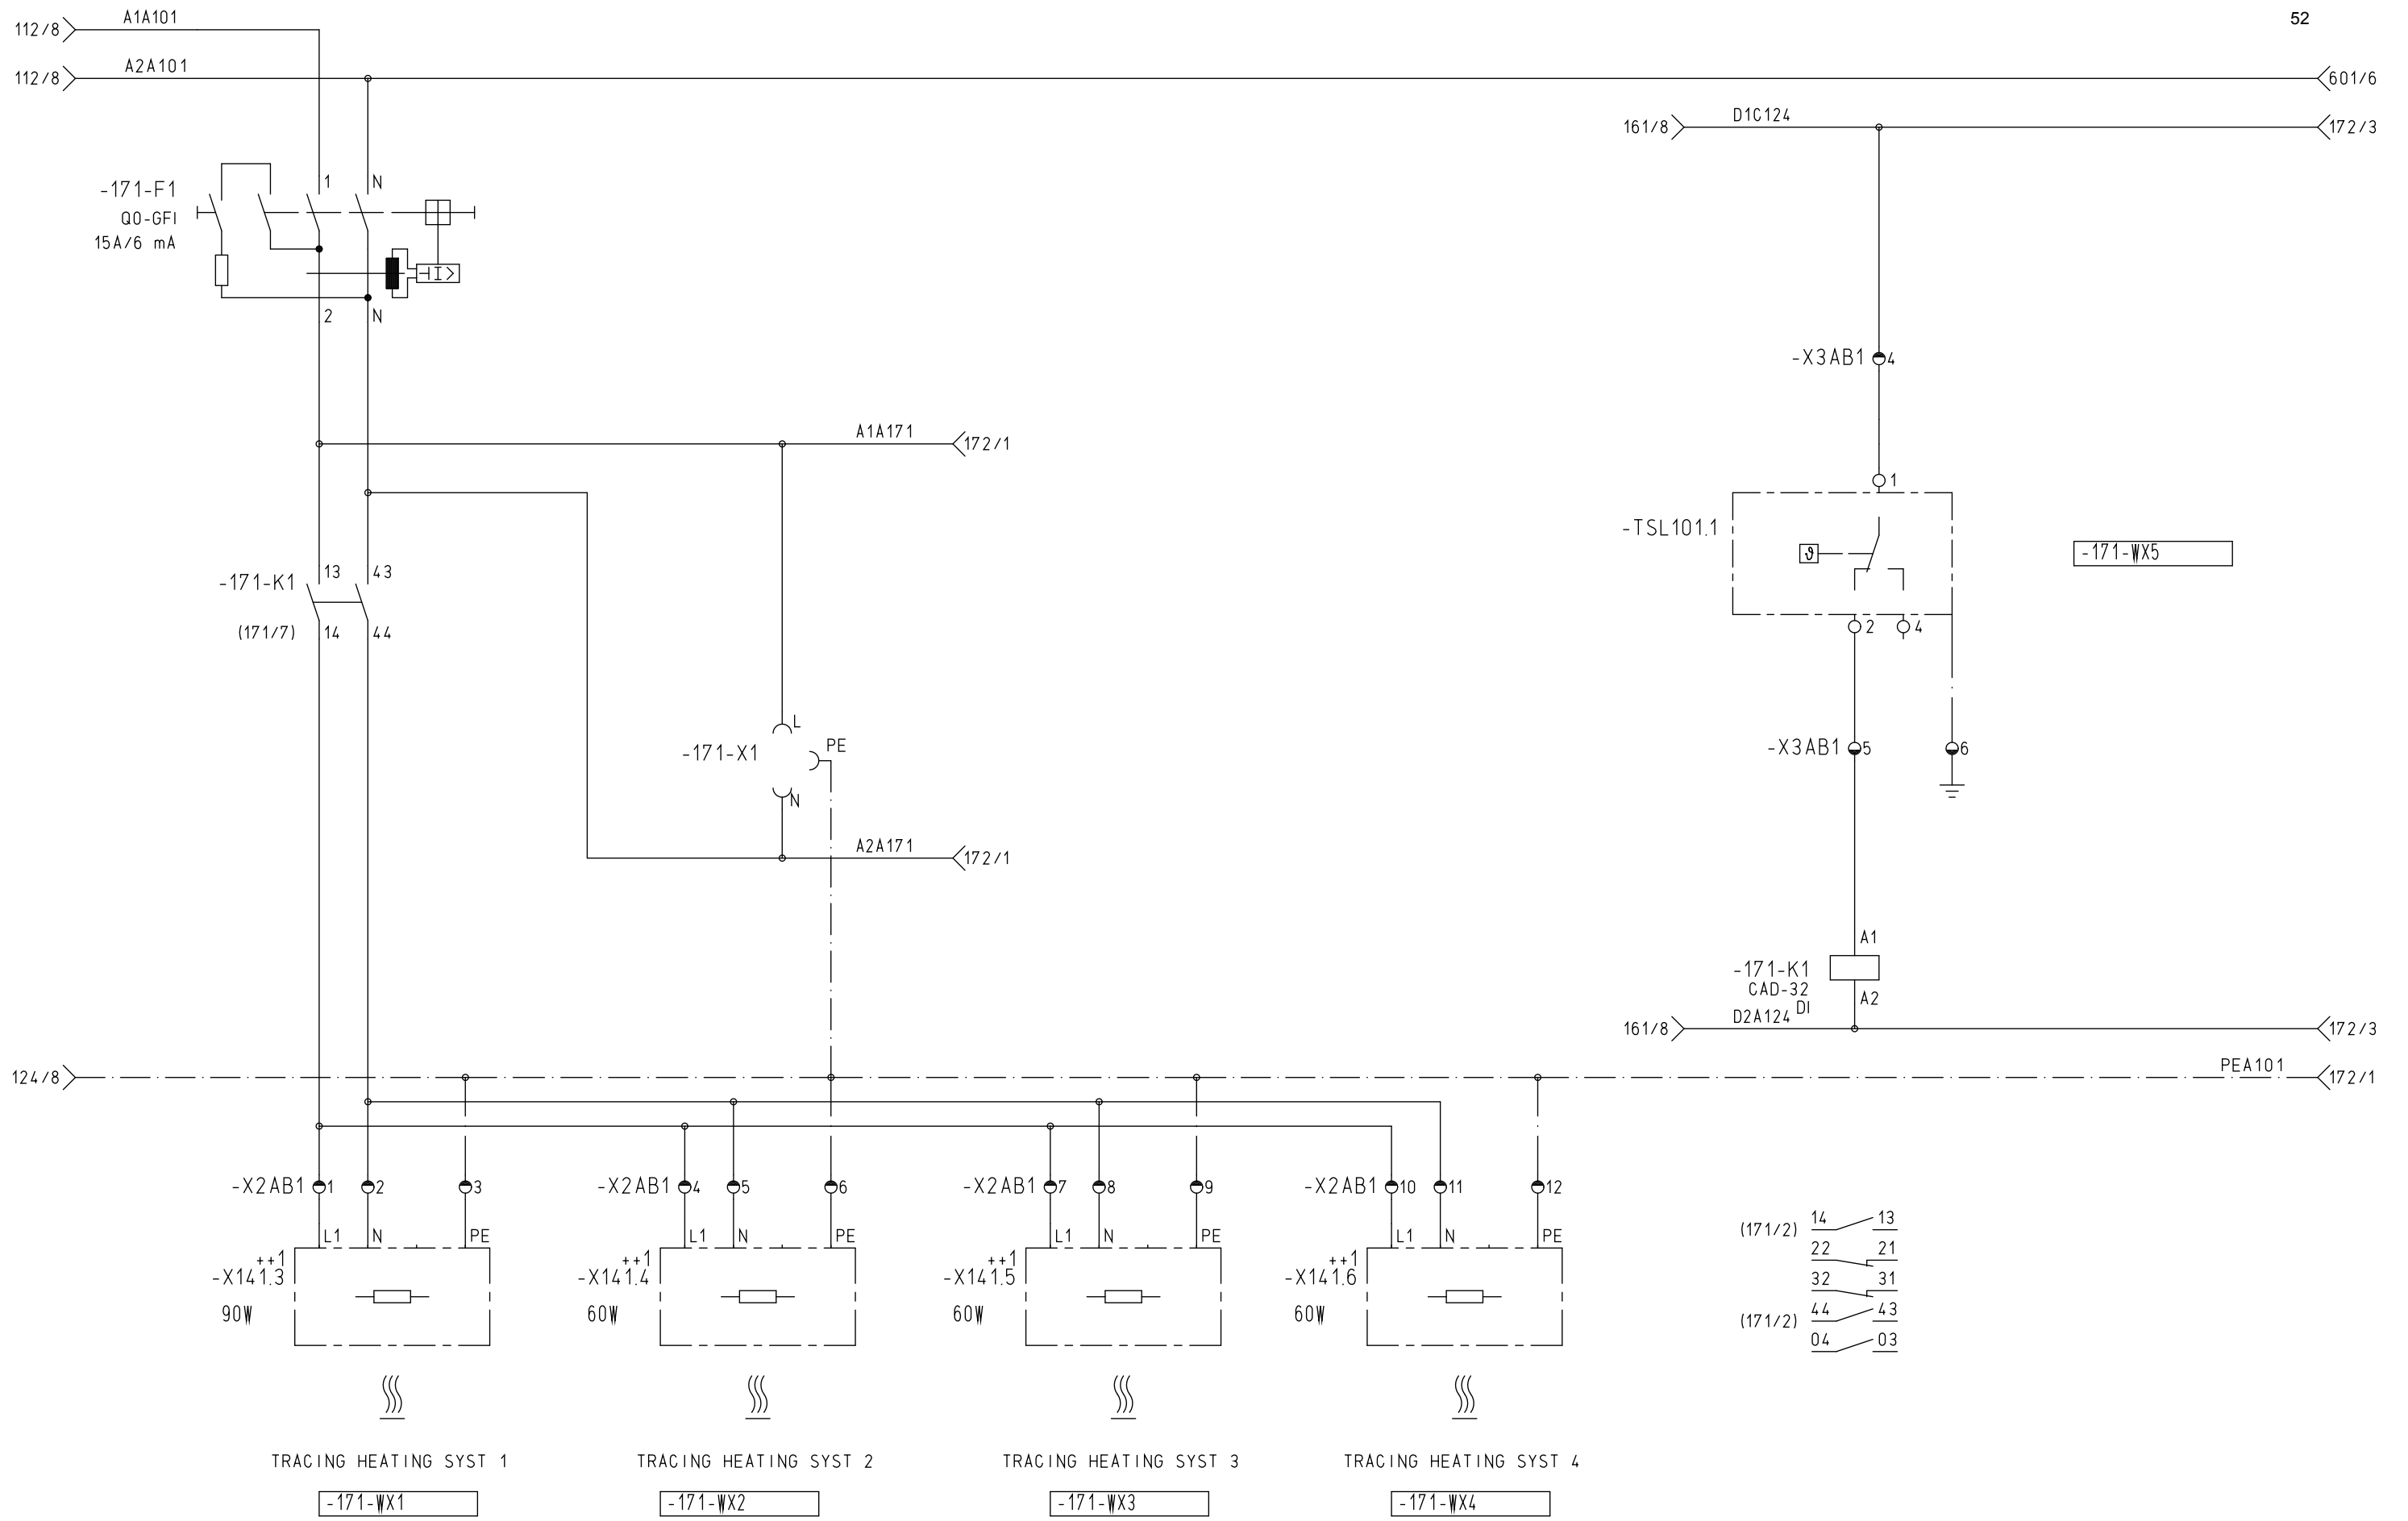 52
112/8 A1A101
112/8 A2A101 601/6
161/8 D1C124 172/3
-171-F1 1 N
Q0-GFI
15A/6 mA
I>
2 N
-X3AB1 4
A1A171 172/1
1
-TSL101.1
ϑ
-171-WX5
13 43
-171-K1
(171/7) 14 44
2 4
L
-171-X1 PE
N
-X3AB1 5 6
A2A171 172/1
A1
-171-K1
CAD-32
DI
A2
161/8 D2A124 172/3
124/8 PEA101 172/1
-X2AB1 1 2 3 -X2AB1 4 5 6 -X2AB1 7 8 9 -X2AB1 10 11 12
L1 N PE L1 N PE L1 N PE L1 N PE
++1 ++1 ++1 ++1
-X141.3 -X141.4 -X141.5 -X141.6
90W 60W 60W 60W
(171/2) 14 13
22 21
32 31
(171/2) 44 43
04 03
TRACING HEATING SYST 1 TRACING HEATING SYST 2 TRACING HEATING SYST 3 TRACING HEATING SYST 4
-171-WX1 -171-WX2 -171-WX3 -171-WX4